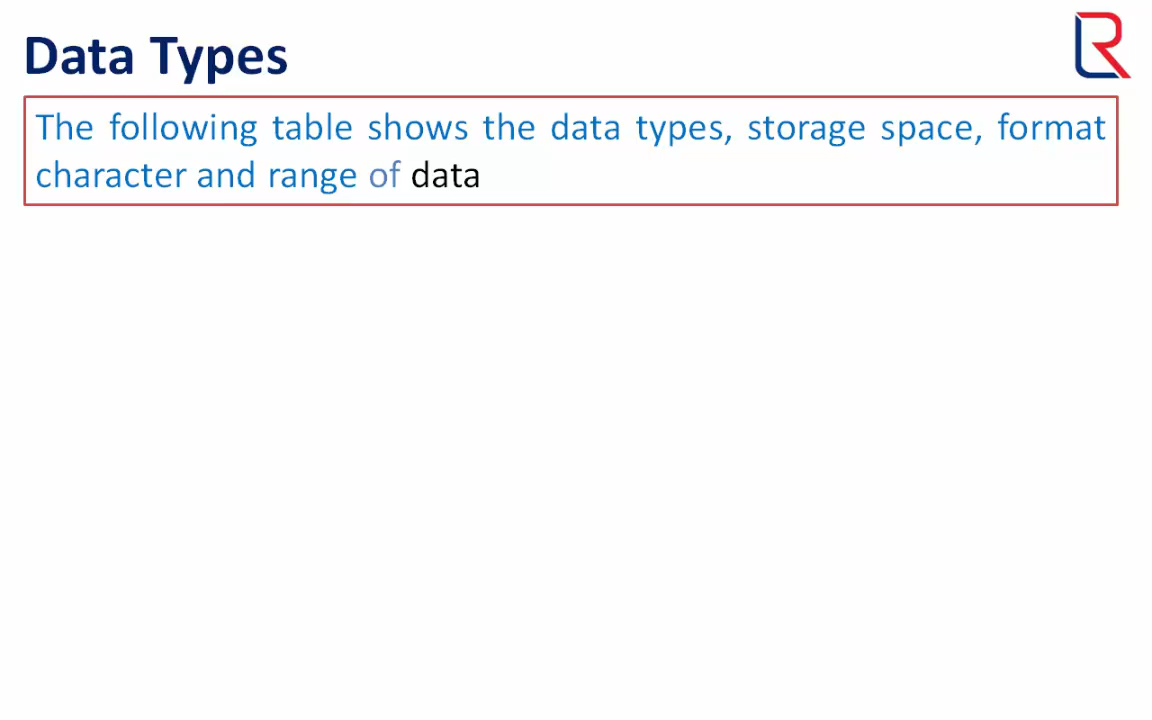 Data Types
The following table shows the data types, storage space, format
character and range of data